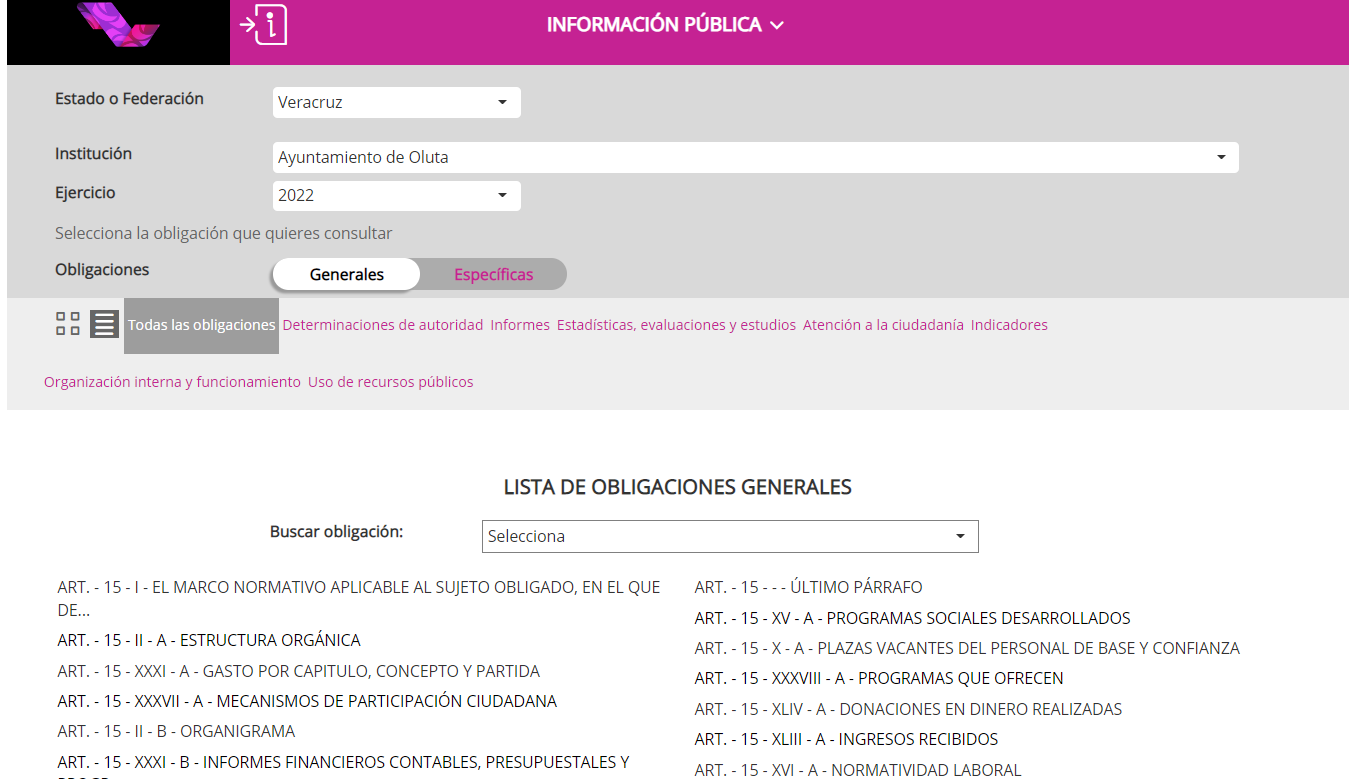 INFORMACIÓN PÚBLICA
Estado o Federación
Veracruz
Institución
Ayuntamiento de Oluta
Ejercicio
2022
Selecciona la obligación que quieres consultar
Obligaciones
Generales
Específicas
Todas las obligaciones Determinaciones de autoridad Informes Estadísticas, evaluaciones y estudios Atención a la ciudadanía Indicadores
Organización interna y funcionamiento Uso de recursos públicos
LISTA DE OBLIGACIONES GENERALES
Buscar obligación:
Selecciona
ART. - 15 - I - EL MARCO NORMATIVO APLICABLE AL SUJETO OBLIGADO, EN EL QUE
DE...
ART. - 15 - II - A - ESTRUCTURA ORGÁNICA
ART. - 15 - XXXI - A - GASTO POR CAPITULO, CONCEPTO Y PARTIDA
ART. - 15 - XXXVII - A - MECANISMOS DE PARTICIPACIÓN CIUDADANA
ART. - 15 - II - B - ORGANIGRAMA
ART. - 15 - XXXI - B - INFORMES FINANCIEROS CONTABLES, PRESUPUESTALES Y
ART. - 15 - - - ÚLTIMO PÁRRAFO
ART. - 15 - XV - A - PROGRAMAS SOCIALES DESARROLLADOS
ART. - 15 - X - A - PLAZAS VACANTES DEL PERSONAL DE BASE Y CONFIANZA
ART. - 15 - XXXVIII - A - PROGRAMAS QUE OFRECEN
ART. - 15 - XLIV - A - DONACIONES EN DINERO REALIZADAS
ART. - 15 - XLIII - A - INGRESOS RECIBIDOS
ART. - 15 - XVI - A - NORMATIVIDAD LABORAL